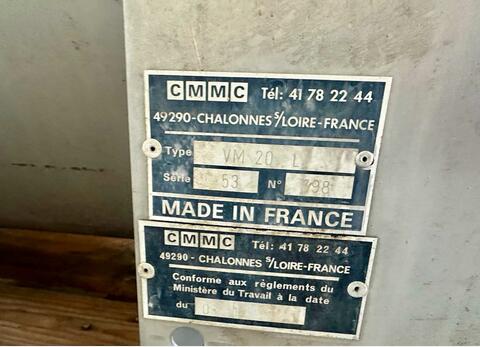 CMMC Tél: 41 78 22 44
49290-CHALONNES S/LOIRE-FRANCE
Type VM 20 L
Série 53 N° 398
MADE IN FRANCE
CMMC Tél: 41 78 22 44
49290 - CHALONNES S/LOIRE-FRANCE
Conforme aux règlements du
Ministère du Travail à la date
du